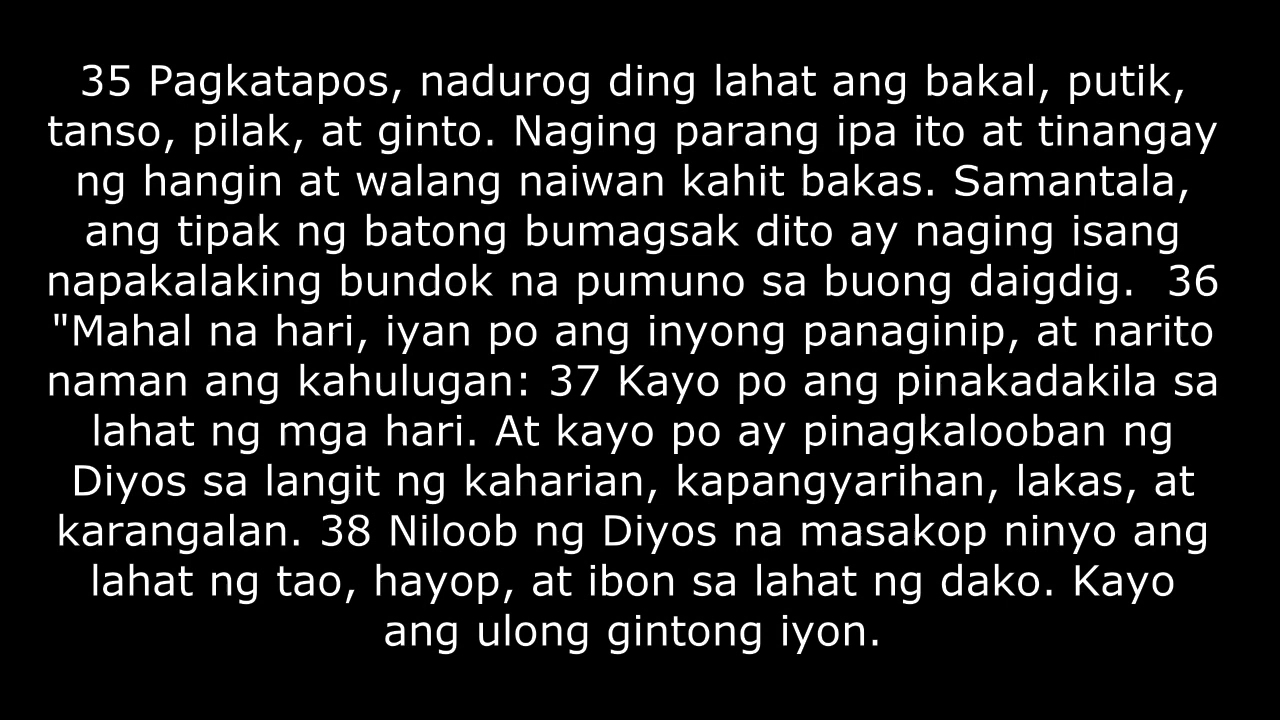 35 Pagkatapos, nadurog ding lahat ang bakal, putik,
tanso, pilak, at ginto. Naging parang ipa ito at tinangay
ng hangin at walang naiwan kahit bakas. Samantala,
ang tipak ng batong bumagsak dito ay naging isang
napakalaking bundok na pumuno sa buong daigdig.  36
"Mahal na hari, iyan po ang inyong panaginip, at narito
naman ang kahulugan: 37 Kayo po ang pinakadakila sa
lahat ng mga hari. At kayo po ay pinagkalooban ng
Diyos sa langit ng kaharian, kapangyarihan, lakas, at
karangalan. 38 Niloob ng Diyos na masakop ninyo ang
lahat ng tao, hayop, at ibon sa lahat ng dako. Kayo
ang ulong gintong iyon.